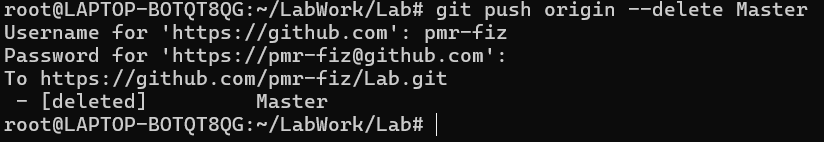 root@LAPTOP-BOTQT8QG:~/LabWork/Lab# git push origin --delete Master
Username for 'https://github.com': pmr-fiz
Password for 'https://pmr-fiz@github.com':
To https://github.com/pmr-fiz/Lab.git
 - [deleted]         Master
root@LAPTOP-BOTQT8QG:~/LabWork/Lab#